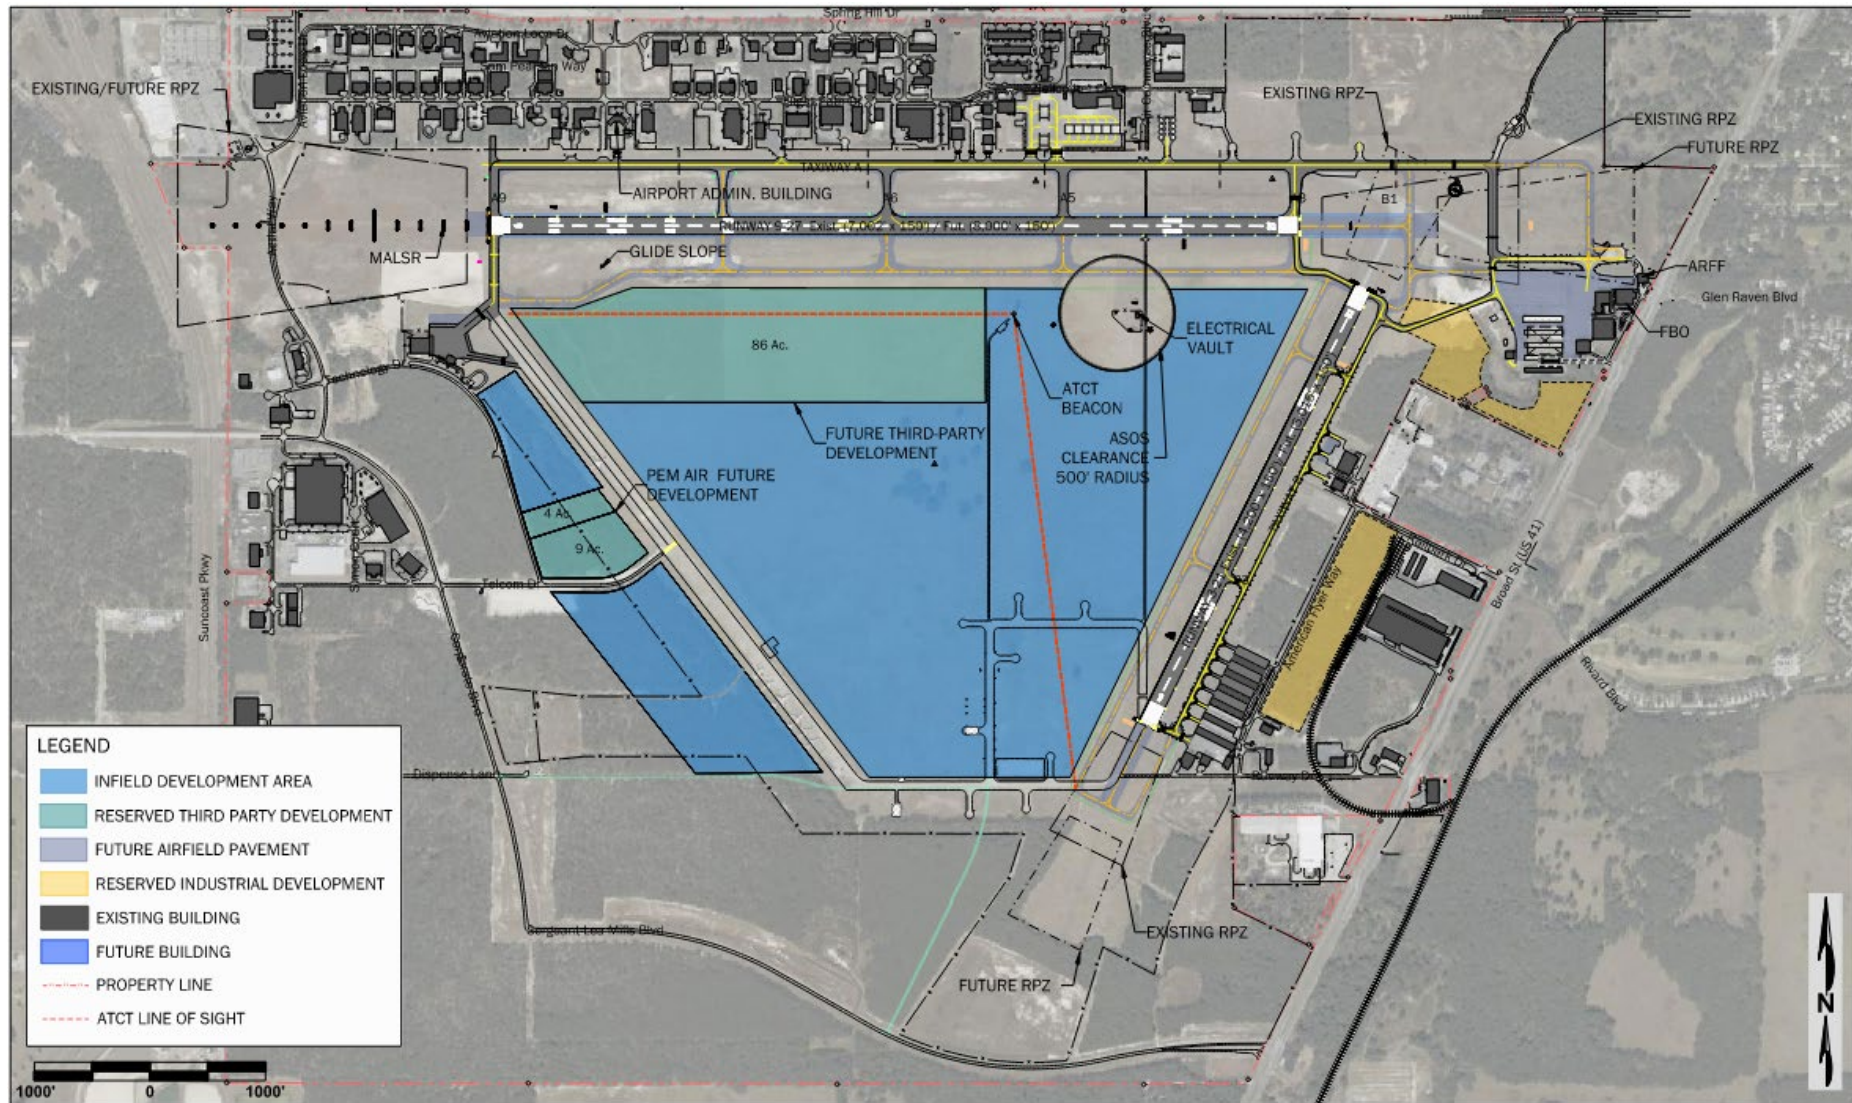 Spring Hill Dr
EXISTING/FUTURE RPZ
EXISTING RPZ
EXISTING RPZ
FUTURE RPZ
TAXIWAY A
AIRPORT ADMIN. BUILDING
A9
A5
B1
MALSR
GLIDE SLOPE
ARFF
Glen Raven Blvd
FBO
86 Ac.
ELECTRICAL
VAULT
ATCT
BEACON
ASOS
CLEARANCE
500' RADIUS
FUTURE THIRD-PARTY
DEVELOPMENT
PEM AIR FUTURE
DEVELOPMENT
4 Ac.
9 Ac.
Telcom Dr
Suncoast Pkwy
American Flyer Way
Broad St (US 41)
Rivard Blvd
Dispense Lan
Runway Dr
Sergeant Lea Mills Blvd
EXISTING RPZ
FUTURE RPZ
LEGEND
INFIELD DEVELOPMENT AREA
RESERVED THIRD PARTY DEVELOPMENT
FUTURE AIRFIELD PAVEMENT
RESERVED INDUSTRIAL DEVELOPMENT
EXISTING BUILDING
FUTURE BUILDING
PROPERTY LINE
ATCT LINE OF SIGHT
1000' 0 1000'
N